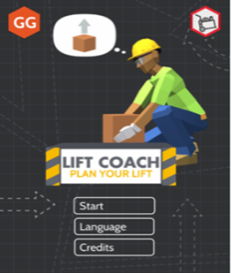 GG
LIFT COACH
PLAN YOUR LIFT
Start
Language
Credits